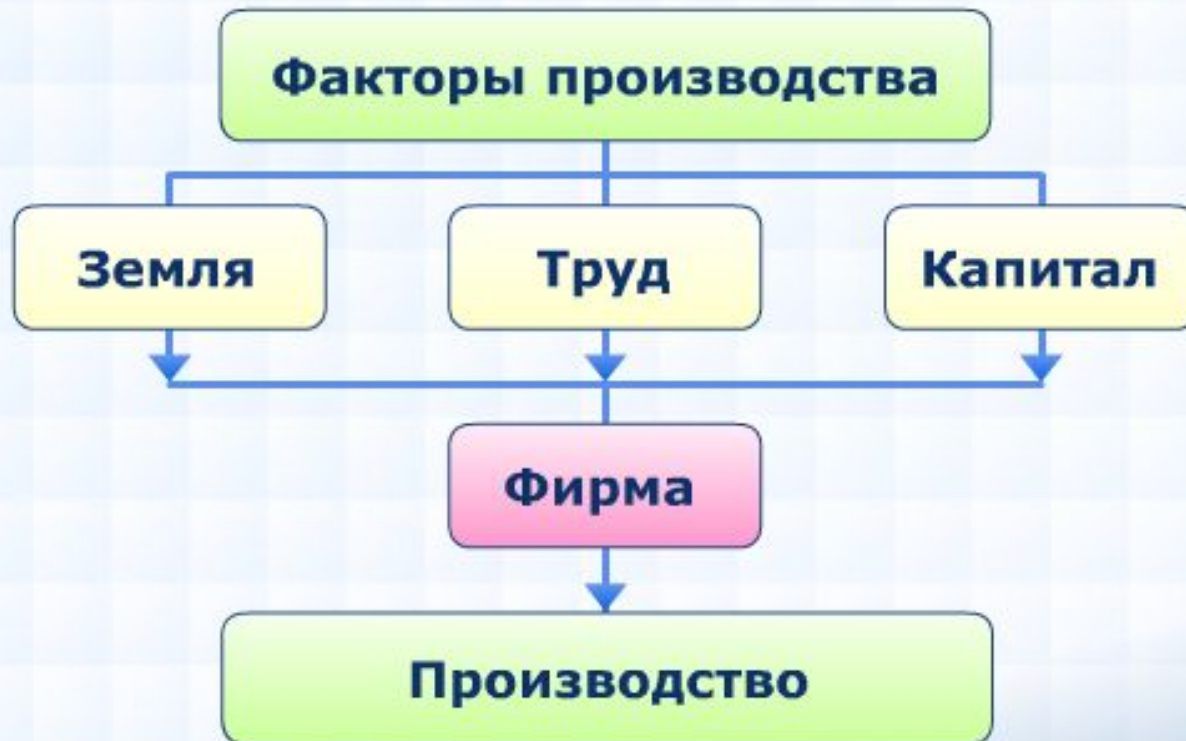 Факторы производства
Земля
Труд
Капитал
Фирма
Производство